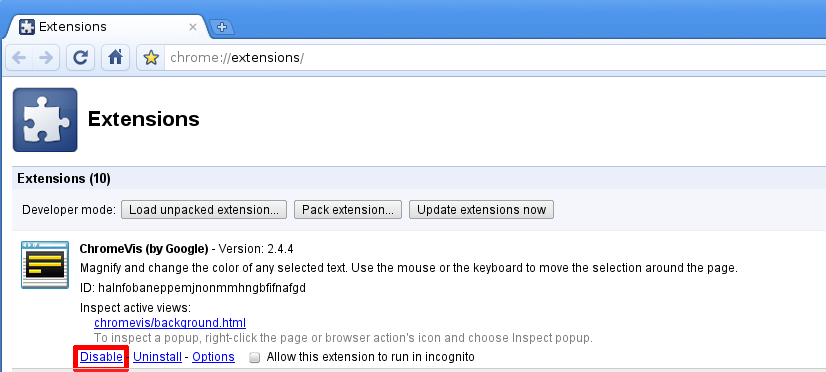 Extensions
chrome://extensions/
Extensions
Extensions (10)
Developer mode: Load unpacked extension... Pack extension... Update extensions now
ChromeVis (by Google) - Version: 2.4.4
Magnify and change the color of any selected text. Use the mouse or the keyboard to move the selection around the page.
ID: halnfobaneppemjnonmmhngbfifnafgd
Inspect active views:
chromevis/background.html
To inspect a popup, right-click the page or browser action's icon and choose Inspect popup.
Disable - Uninstall - Options Allow this extension to run in incognito